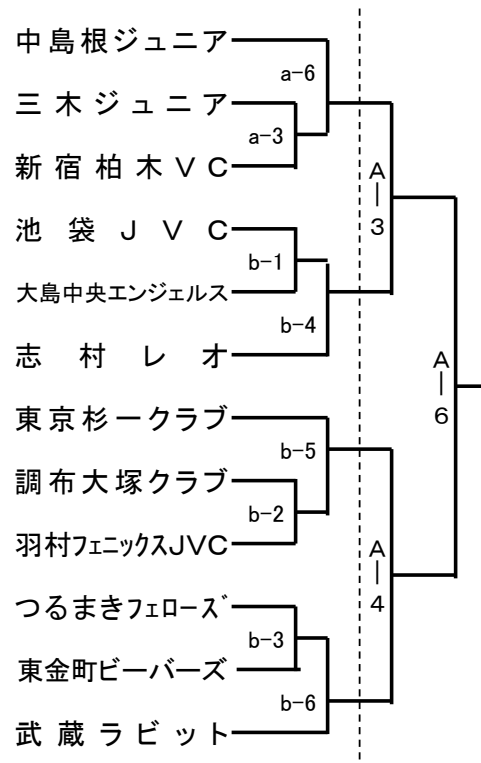 中島根ジュニア
a-6
三木ジュニア
a-3
新宿柏木ＶＣ
A-3
池袋ＪＶＣ
b-1
大島中央エンジェルス
b-4
志村レオ
A-6
東京杉一クラブ
b-5
調布大塚クラブ
b-2
羽村フェニックスJVC
A-4
つるまきフェローズ
b-3
東金町ビーバーズ
b-6
武蔵ラビット